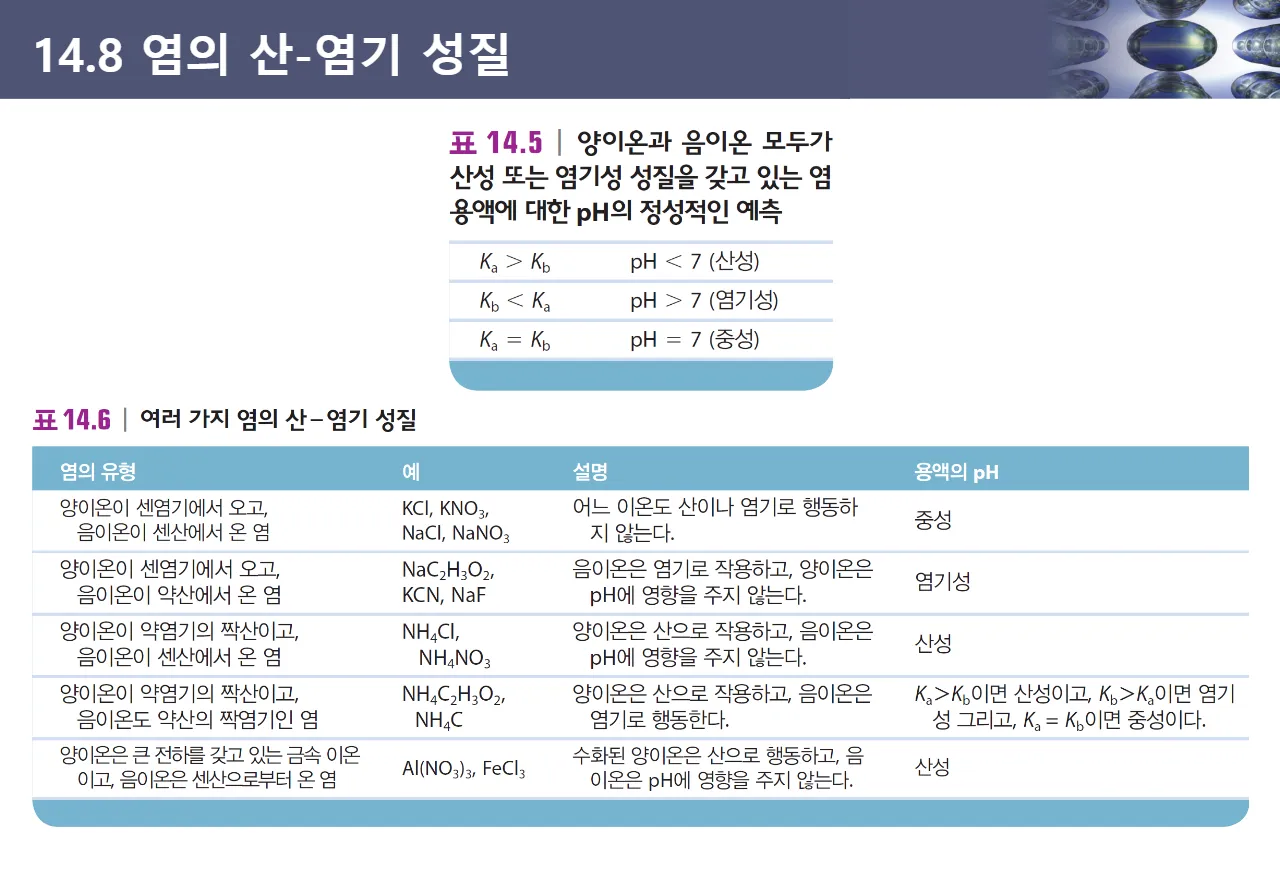 14.8 염의 산-염기 성질
표 14.5 | 양이온과 음이온 모두가
산성 또는 염기성 성질을 갖고 있는 염
용액에 대한 pH의 정성적인 예측
Kₐ > K_b pH < 7 (산성)
K_b < Kₐ pH > 7 (염기성)
Kₐ = K_b pH = 7 (중성)
표 14.6 | 여러 가지 염의 산–염기 성질
염의 유형 예 설명 용액의 pH
양이온이 센염기에서 오고,
음이온이 센산에서 온 염
KCl, KNO₃,
NaCl, NaNO₃
어느 이온도 산이나 염기로 행동하
지 않는다.
중성
양이온이 센염기에서 오고,
음이온이 약산에서 온 염
NaC₂H₃O₂,
KCN, NaF
음이온은 염기로 작용하고, 양이온은
pH에 영향을 주지 않는다.
염기성
양이온이 약염기의 짝산이고,
음이온이 센산에서 온 염
NH₄Cl,
NH₄NO₃
양이온은 산으로 작용하고, 음이온은
pH에 영향을 주지 않는다.
산성
양이온이 약염기의 짝산이고,
음이온도 약산의 짝염기인 염
NH₄C₂H₃O₂,
NH₄C
양이온은 산으로 작용하고, 음이온은
염기로 행동한다.
Kₐ>K_b이면 산성이고, K_b>Kₐ이면 염기
성 그리고, Kₐ = K_b이면 중성이다.
양이온은 큰 전하를 갖고 있는 금속 이온
이고, 음이온은 센산으로부터 온 염
Al(NO₃)₃, FeCl₃
수화된 양이온은 산으로 행동하고, 음
이온은 pH에 영향을 주지 않는다.
산성